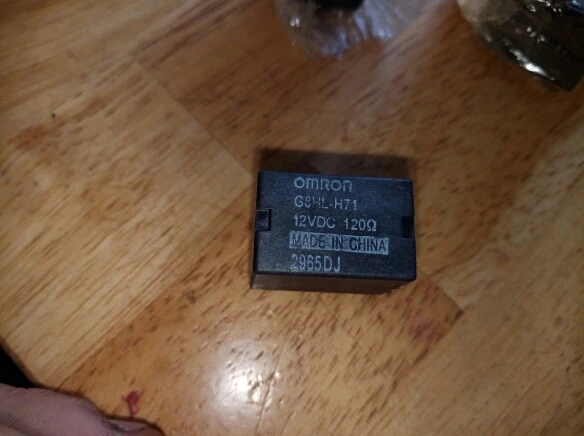 OMRON
G8HL-H71
12VDC 120Ω
MADE IN CHINA
2965DJ